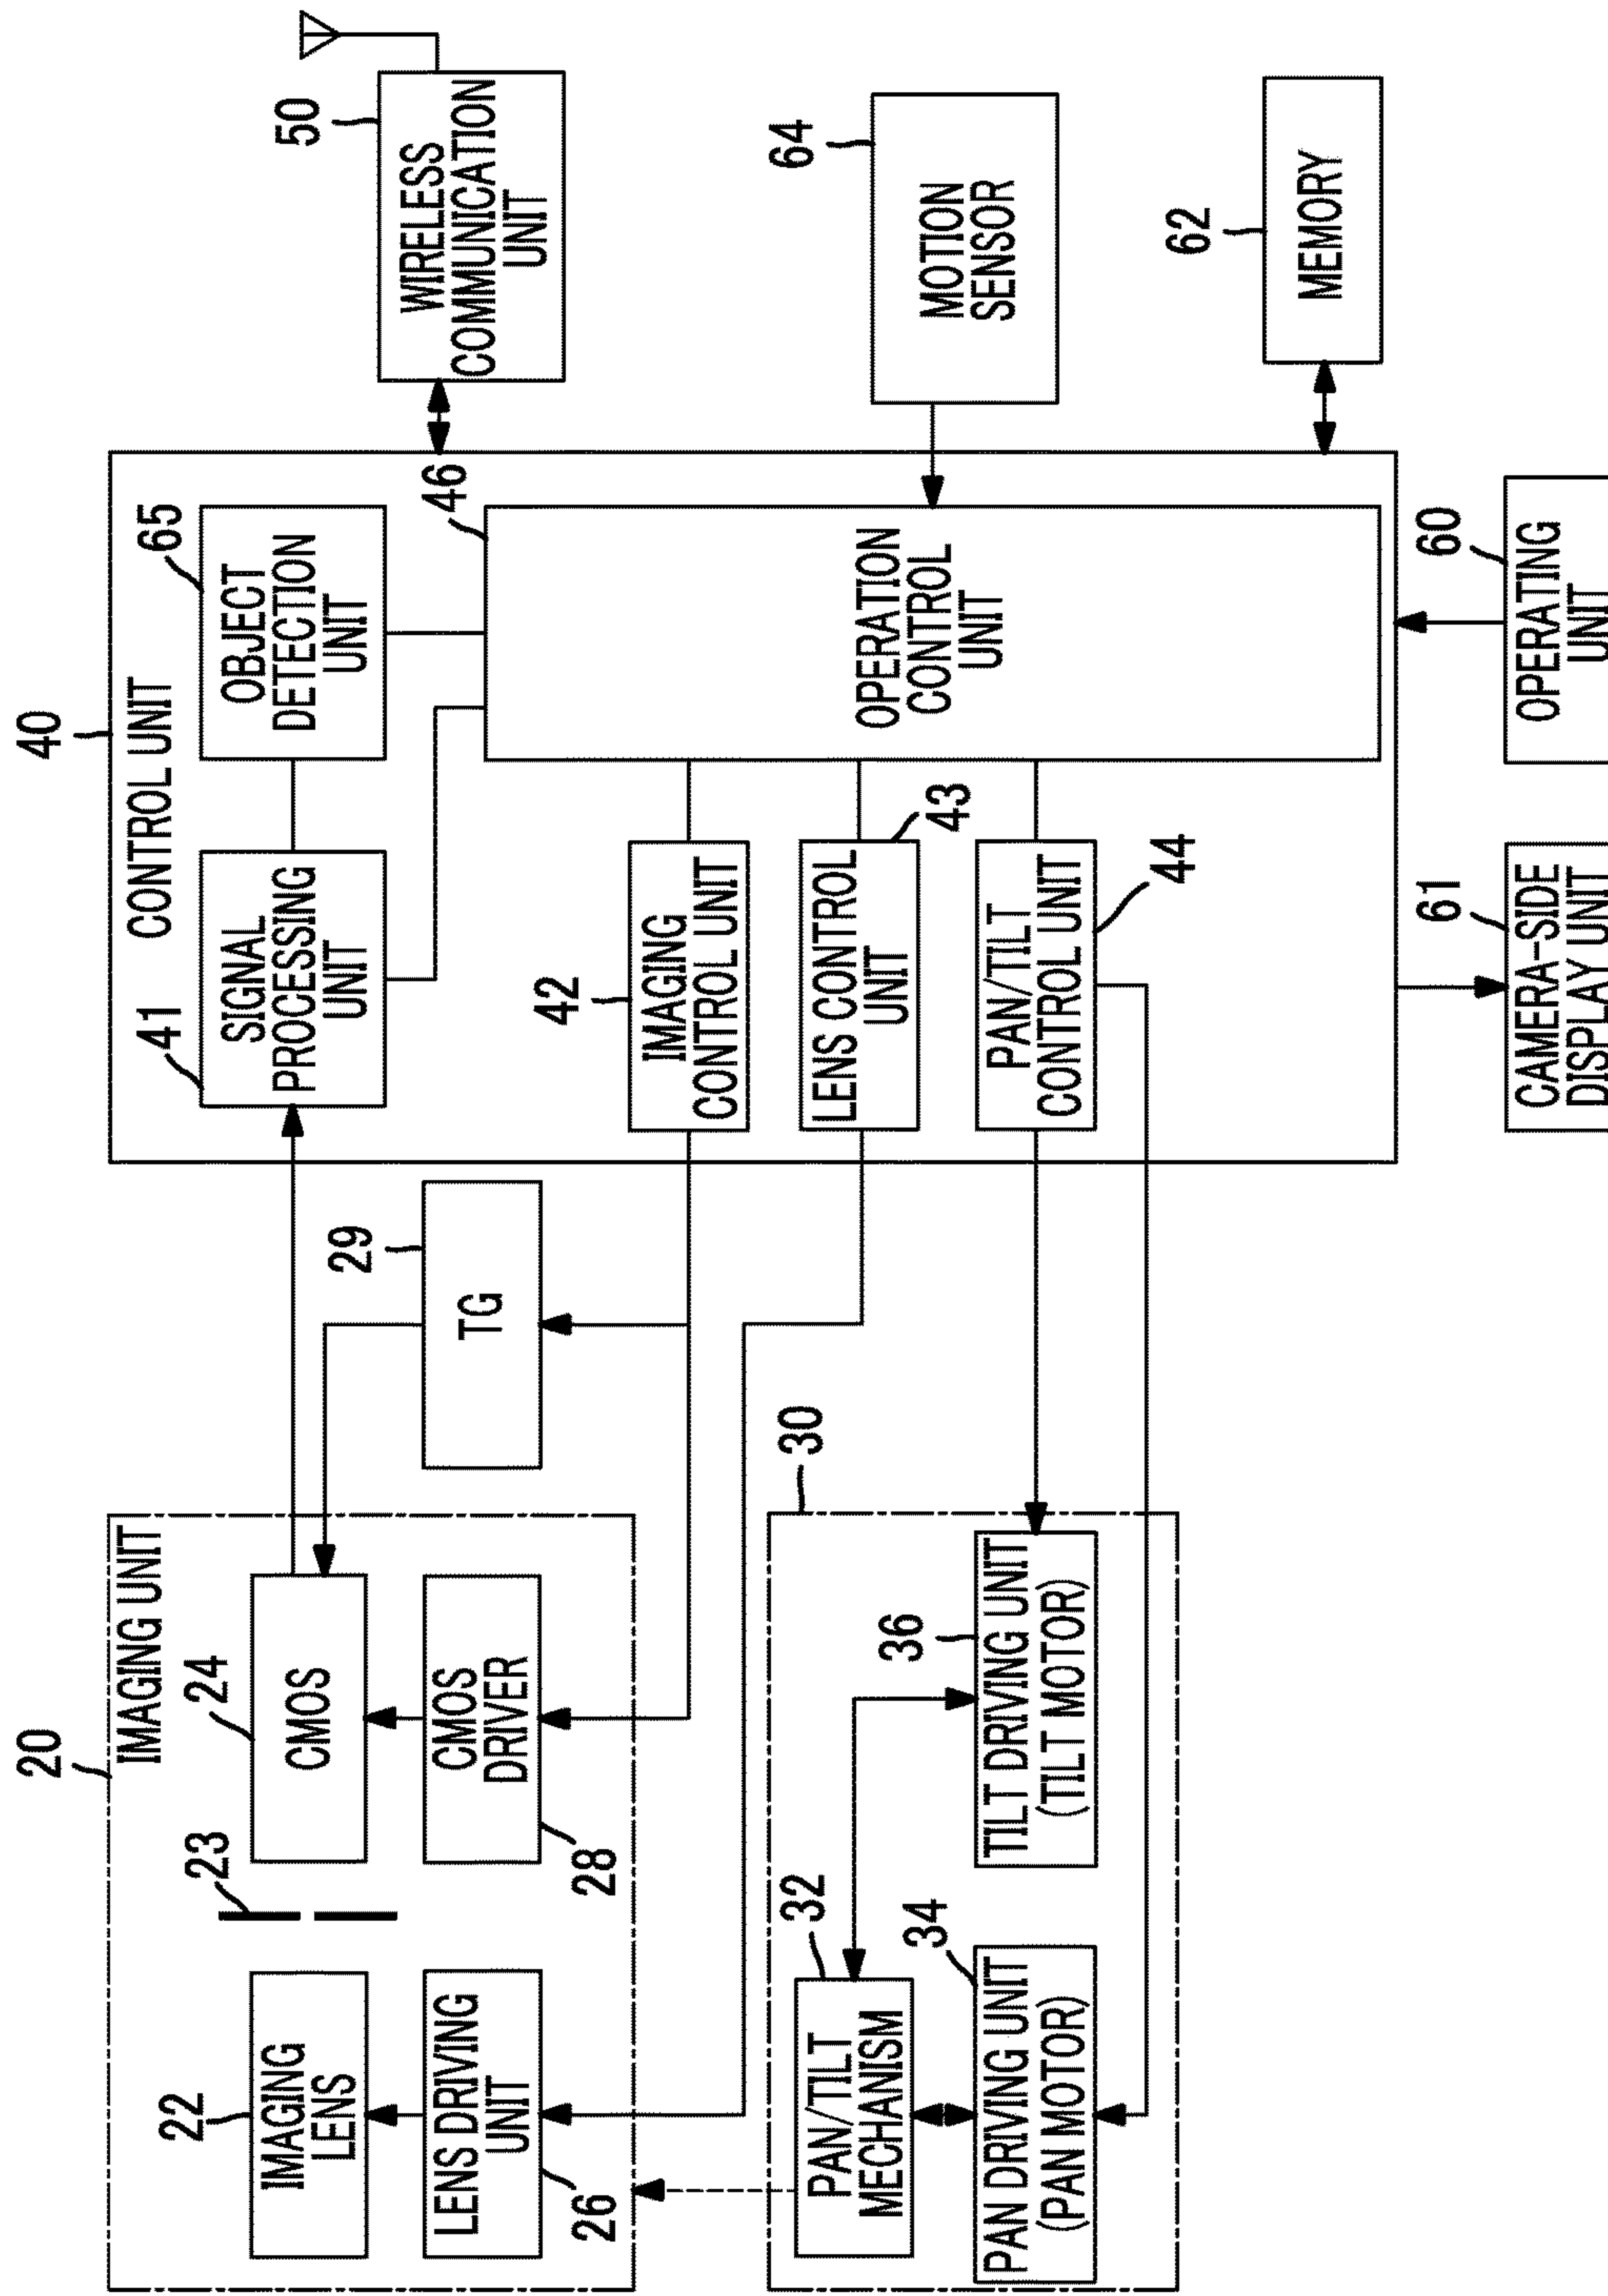 20
IMAGING UNIT
22
IMAGING
LENS
23
24
CMOS
LENS DRIVING
UNIT
26
CMOS
DRIVER
28
TG
29
30
PAN/TILT
MECHANISM
32
PAN DRIVING UNIT
(PAN MOTOR)
34
TILT DRIVING UNIT
(TILT MOTOR)
36
40
CONTROL UNIT
41
SIGNAL
PROCESSING
UNIT
65
OBJECT
DETECTION
UNIT
42
IMAGING
CONTROL UNIT
LENS CONTROL
UNIT
43
PAN/TILT
CONTROL UNIT
44
46
OPERATION
CONTROL
UNIT
50
WIRELESS
COMMUNICATION
UNIT
64
MOTION
SENSOR
62
MEMORY
61
CAMERA-SIDE
DISPLAY UNIT
60
OPERATING
UNIT